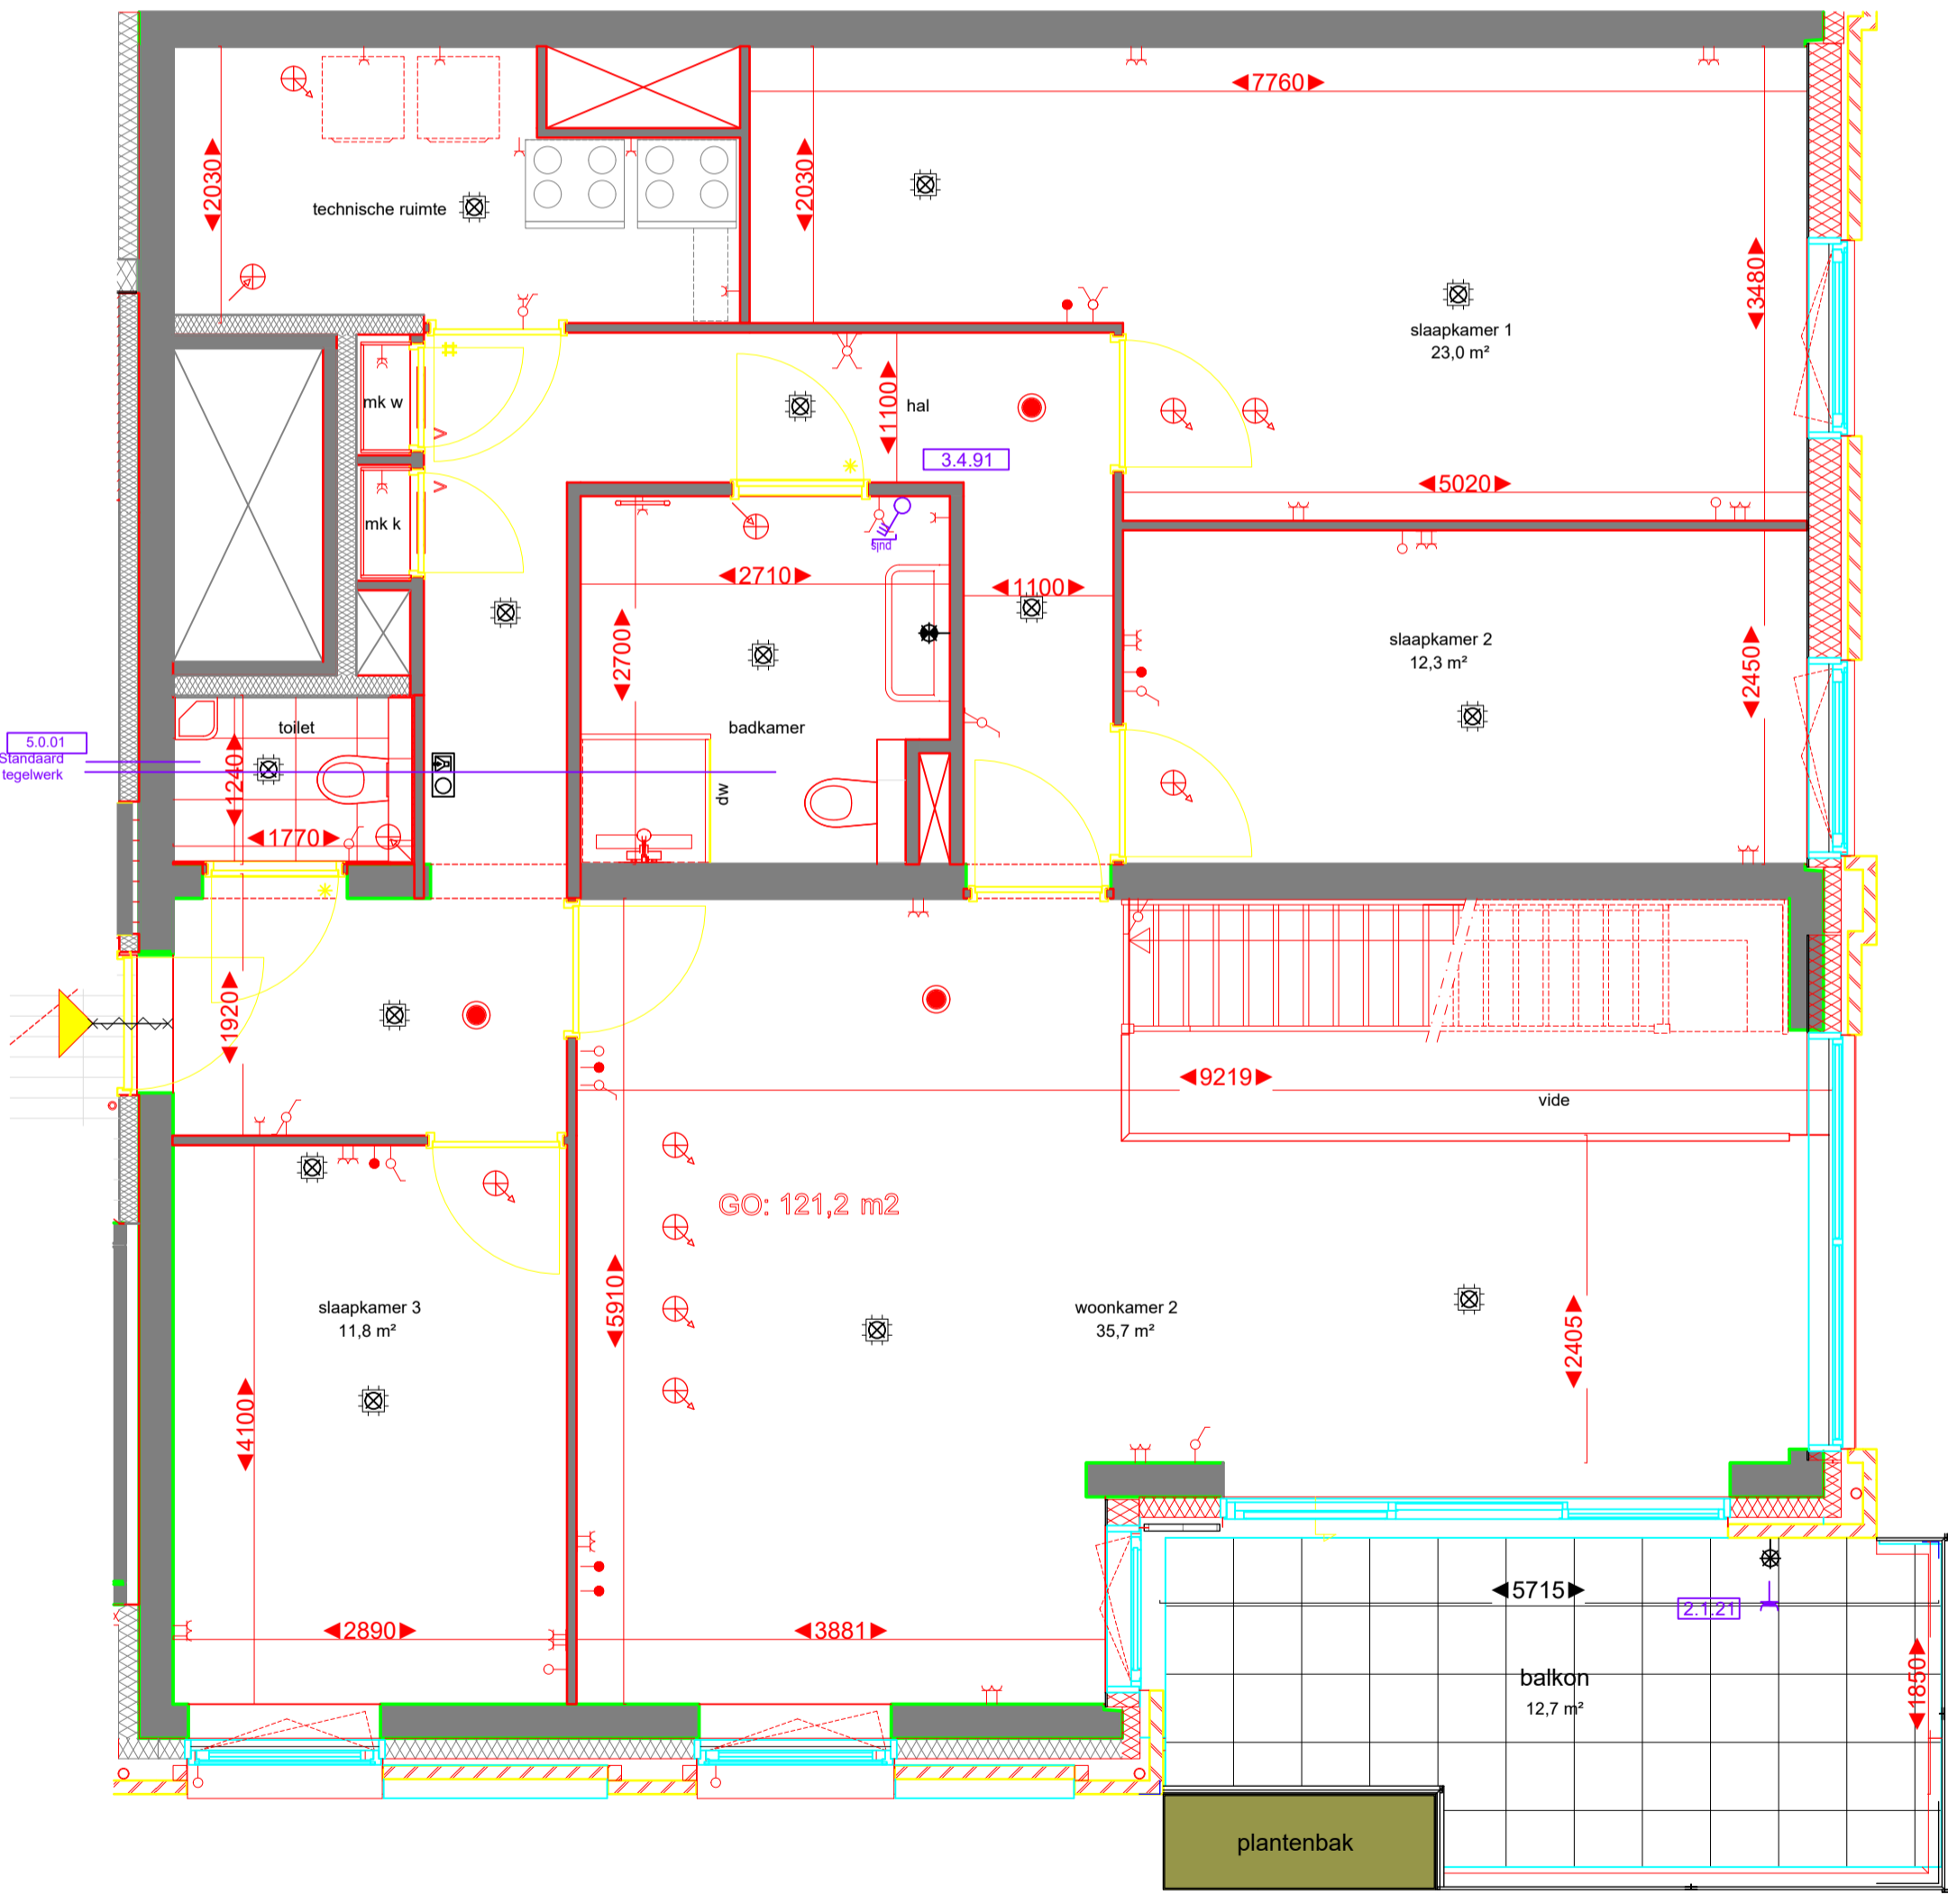 7760
2030
2030
technische ruimte
3480
slaapkamer 1
23,0 m²
mk w
1100
hal
3.4.91
5020
mk k
sjnd
2710
1100
2700
slaapkamer 2
12,3 m²
2450
toilet
badkamer
5.0.01
Standaard
tegelwerk
1240
dw
1770
1920
9219
vide
GO: 121,2 m2
5910
slaapkamer 3
11,8 m²
woonkamer 2
35,7 m²
2405
4100
5715
2.1.21
2890
3881
balkon
12,7 m²
1850
plantenbak